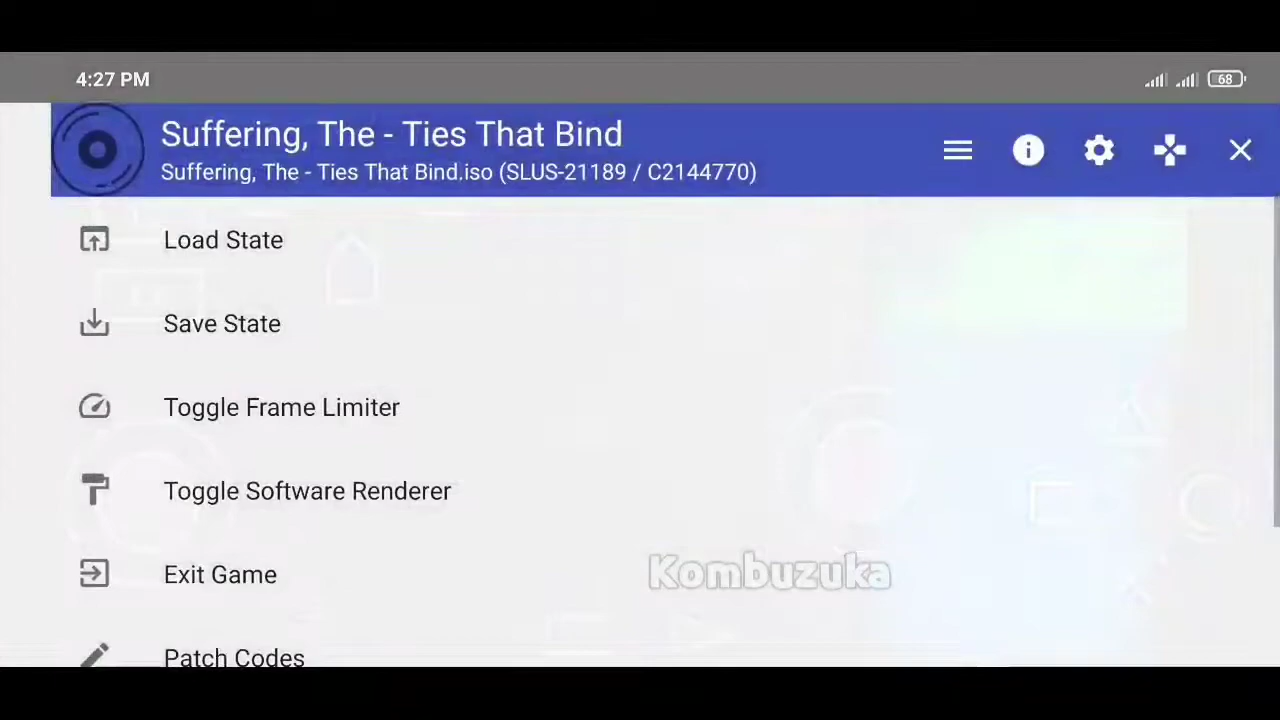 4:27 PM
68
Suffering, The - Ties That Bind
Suffering, The - Ties That Bind.iso (SLUS-21189 / C2144770)
Load State
Save State
Toggle Frame Limiter
Toggle Software Renderer
Exit Game
Kombuzuka
Patch Codes